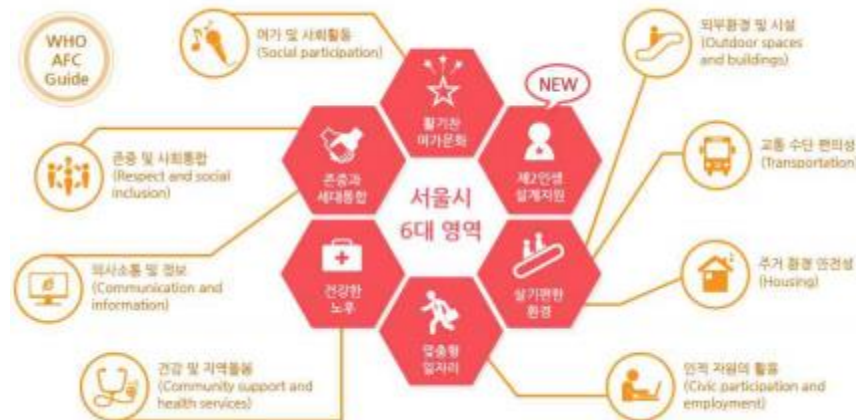 WHO
AFC
Guide
여가 및 사회활동
(Social participation)
외부환경 및 시설
(Outdoor spaces
and buildings)
NEW
활기찬
여가문화
존중 및 사회통합
(Respect and social
inclusion)
존중과
세대통합
제2인생
설계지원
교통 수단 편의성
(Transportation)
서울시
6대 영역
의사소통 및 정보
(Communication and
information)
건강한
노후
살기편한
환경
주거 환경 안전성
(Housing)
맞춤형
일자리
건강 및 지역돌봄
(Community support and
health services)
인적 자원의 활용
(Civic participation and
employment)